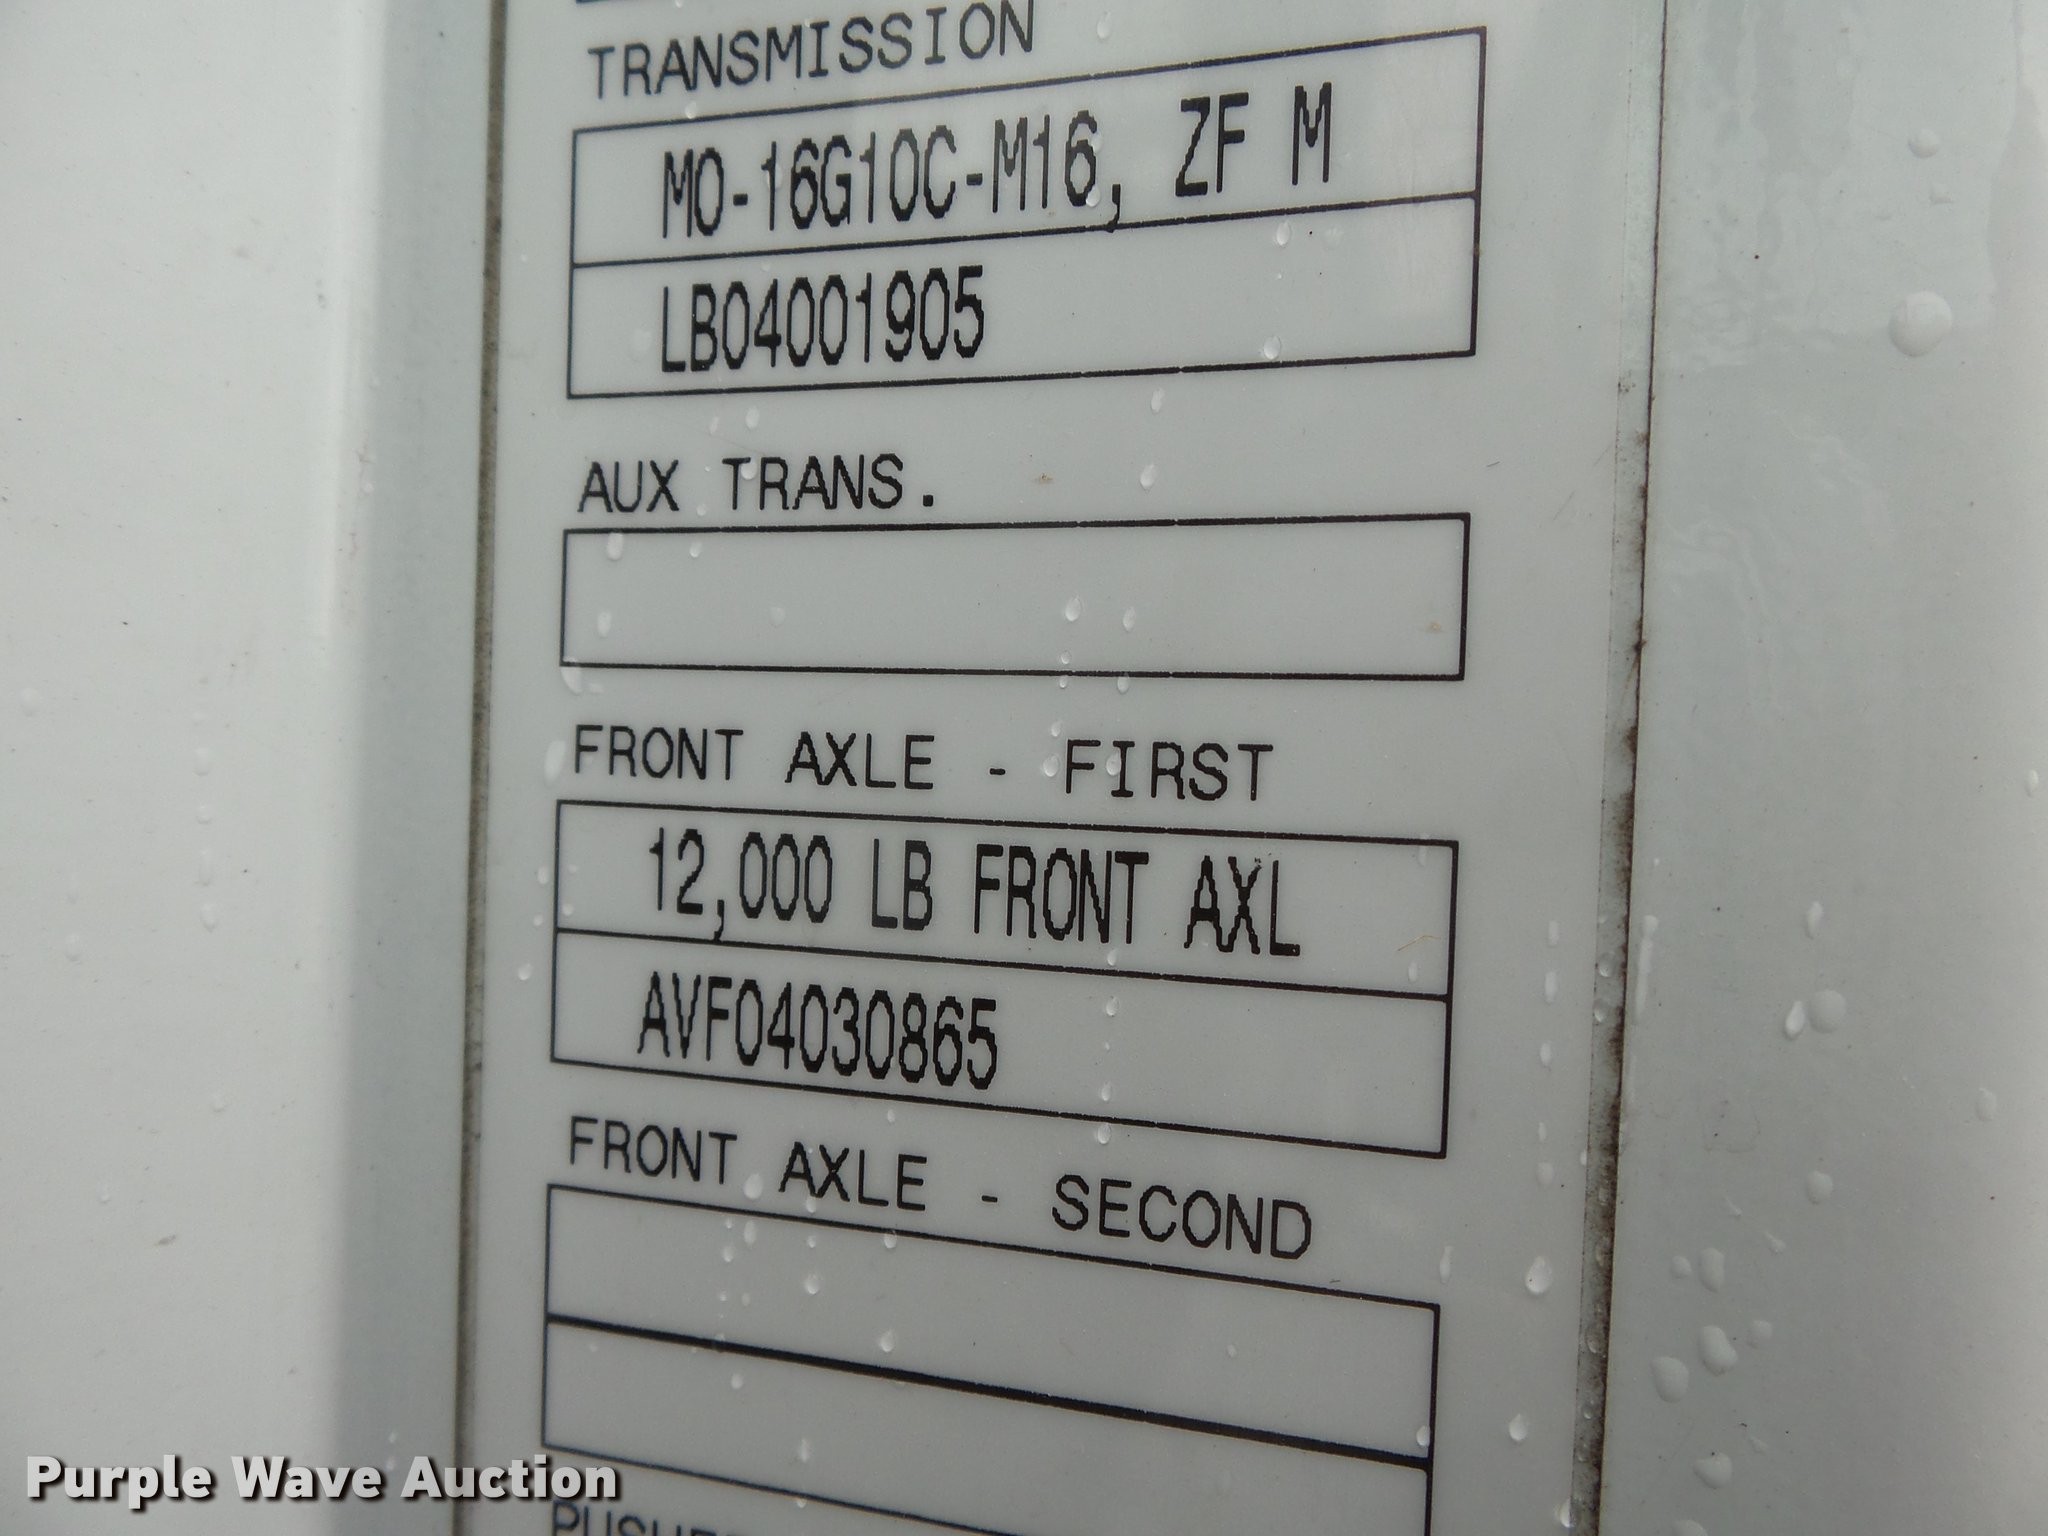 TRANSMISSION
MO-16G10C-M16, ZF M
LB04001905
AUX TRANS.
FRONT AXLE - FIRST
12,000 LB FRONT AXL
AVF04030865
FRONT AXLE - SECOND
Purple Wave Auction